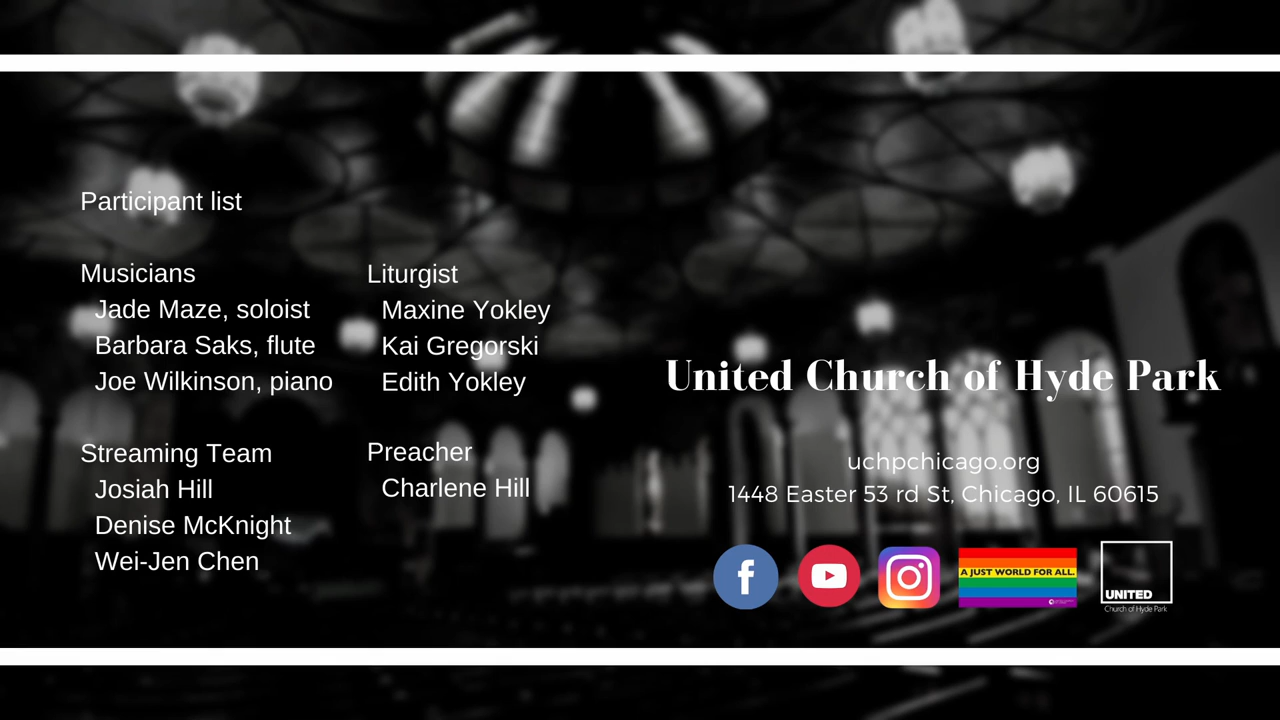 Participant list
Musicians
Jade Maze, soloist
Barbara Saks, flute
Joe Wilkinson, piano
Streaming Team
Josiah Hill
Denise McKnight
Wei-Jen Chen
Liturgist
Maxine Yokley
Kai Gregorski
Edith Yokley
Preacher
Charlene Hill
United Church of Hyde Park
uchpchicago.org
1448 Easter 53 rd St, Chicago, IL 60615
A JUST WORLD FOR ALL.
UNITED
Church of Hyde Park